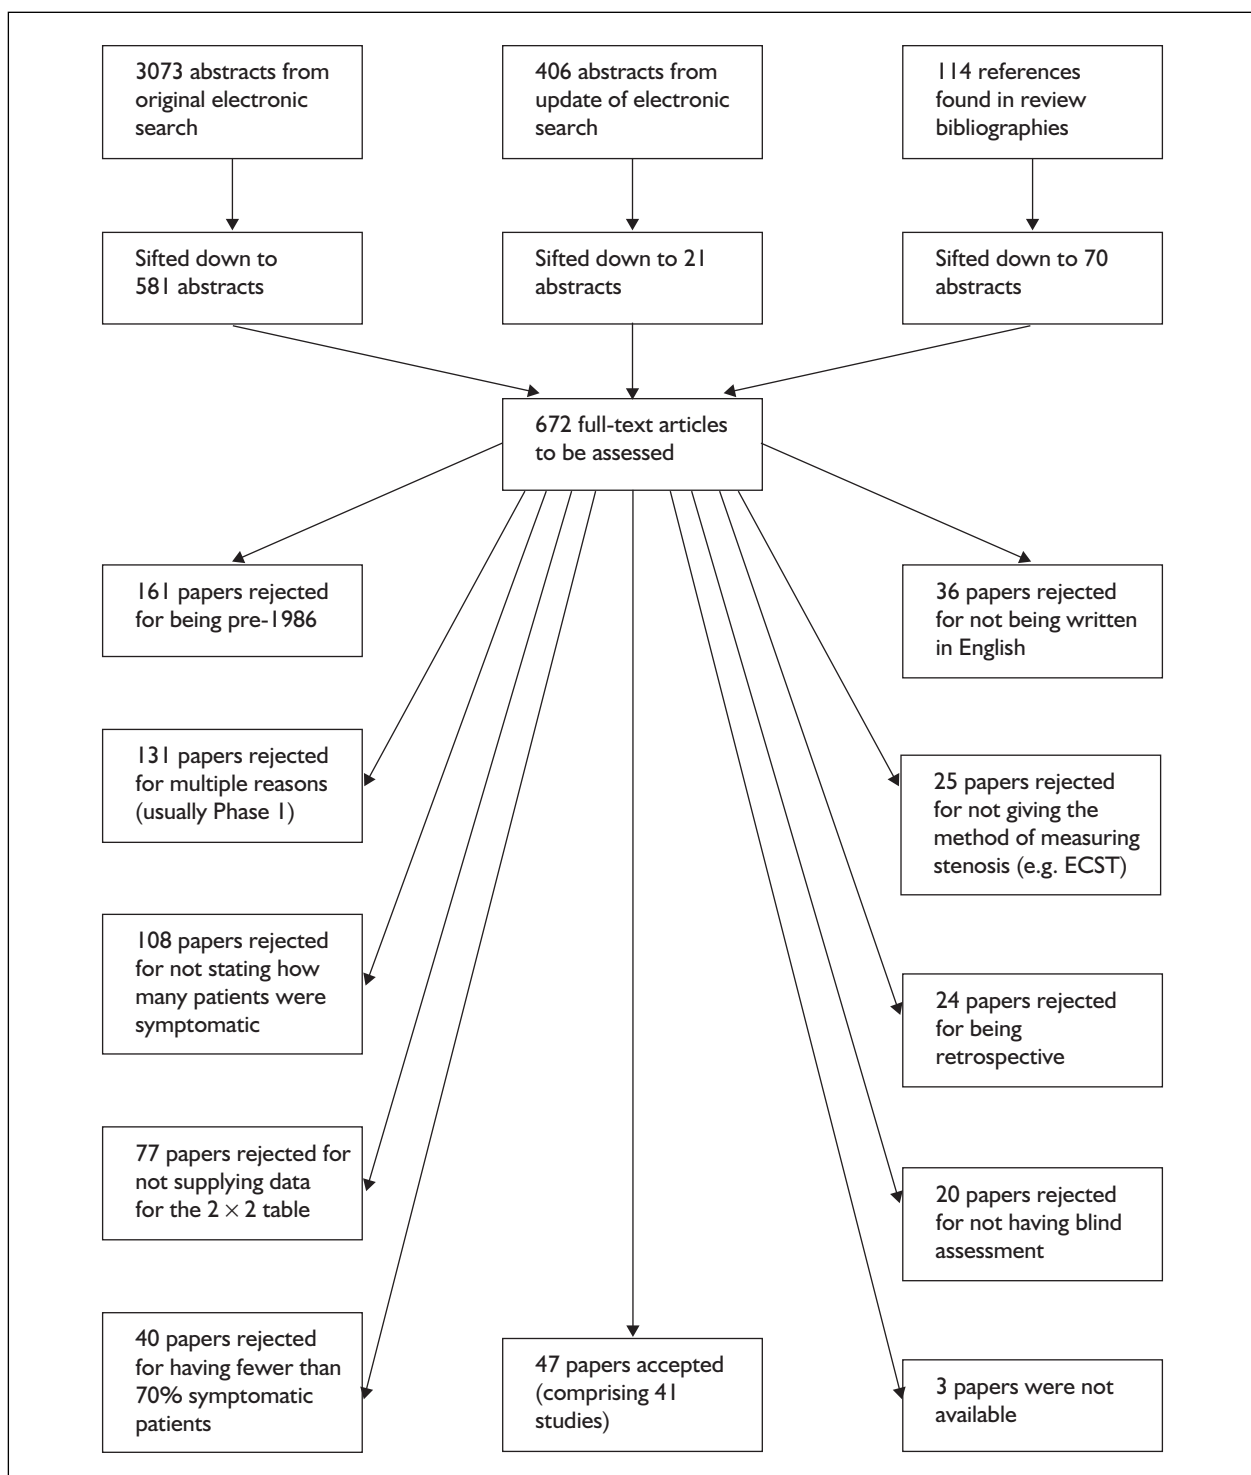 3073 abstracts from
original electronic
search
406 abstracts from
update of electronic
search
114 references
found in review
bibliographies
Sifted down to
581 abstracts
Sifted down to 21
abstracts
Sifted down to 70
abstracts
672 full-text articles
to be assessed
161 papers rejected
for being pre-1986
36 papers rejected
for not being written
in English
131 papers rejected
for multiple reasons
(usually Phase 1)
25 papers rejected
for not giving the
method of measuring
stenosis (e.g. ECST)
108 papers rejected
for not stating how
many patients were
symptomatic
24 papers rejected
for being
retrospective
77 papers rejected for
not supplying data
for the 2 × 2 table
20 papers rejected
for not having blind
assessment
40 papers rejected
for having fewer than
70% symptomatic
patients
47 papers accepted
(comprising 41
studies)
3 papers were not
available